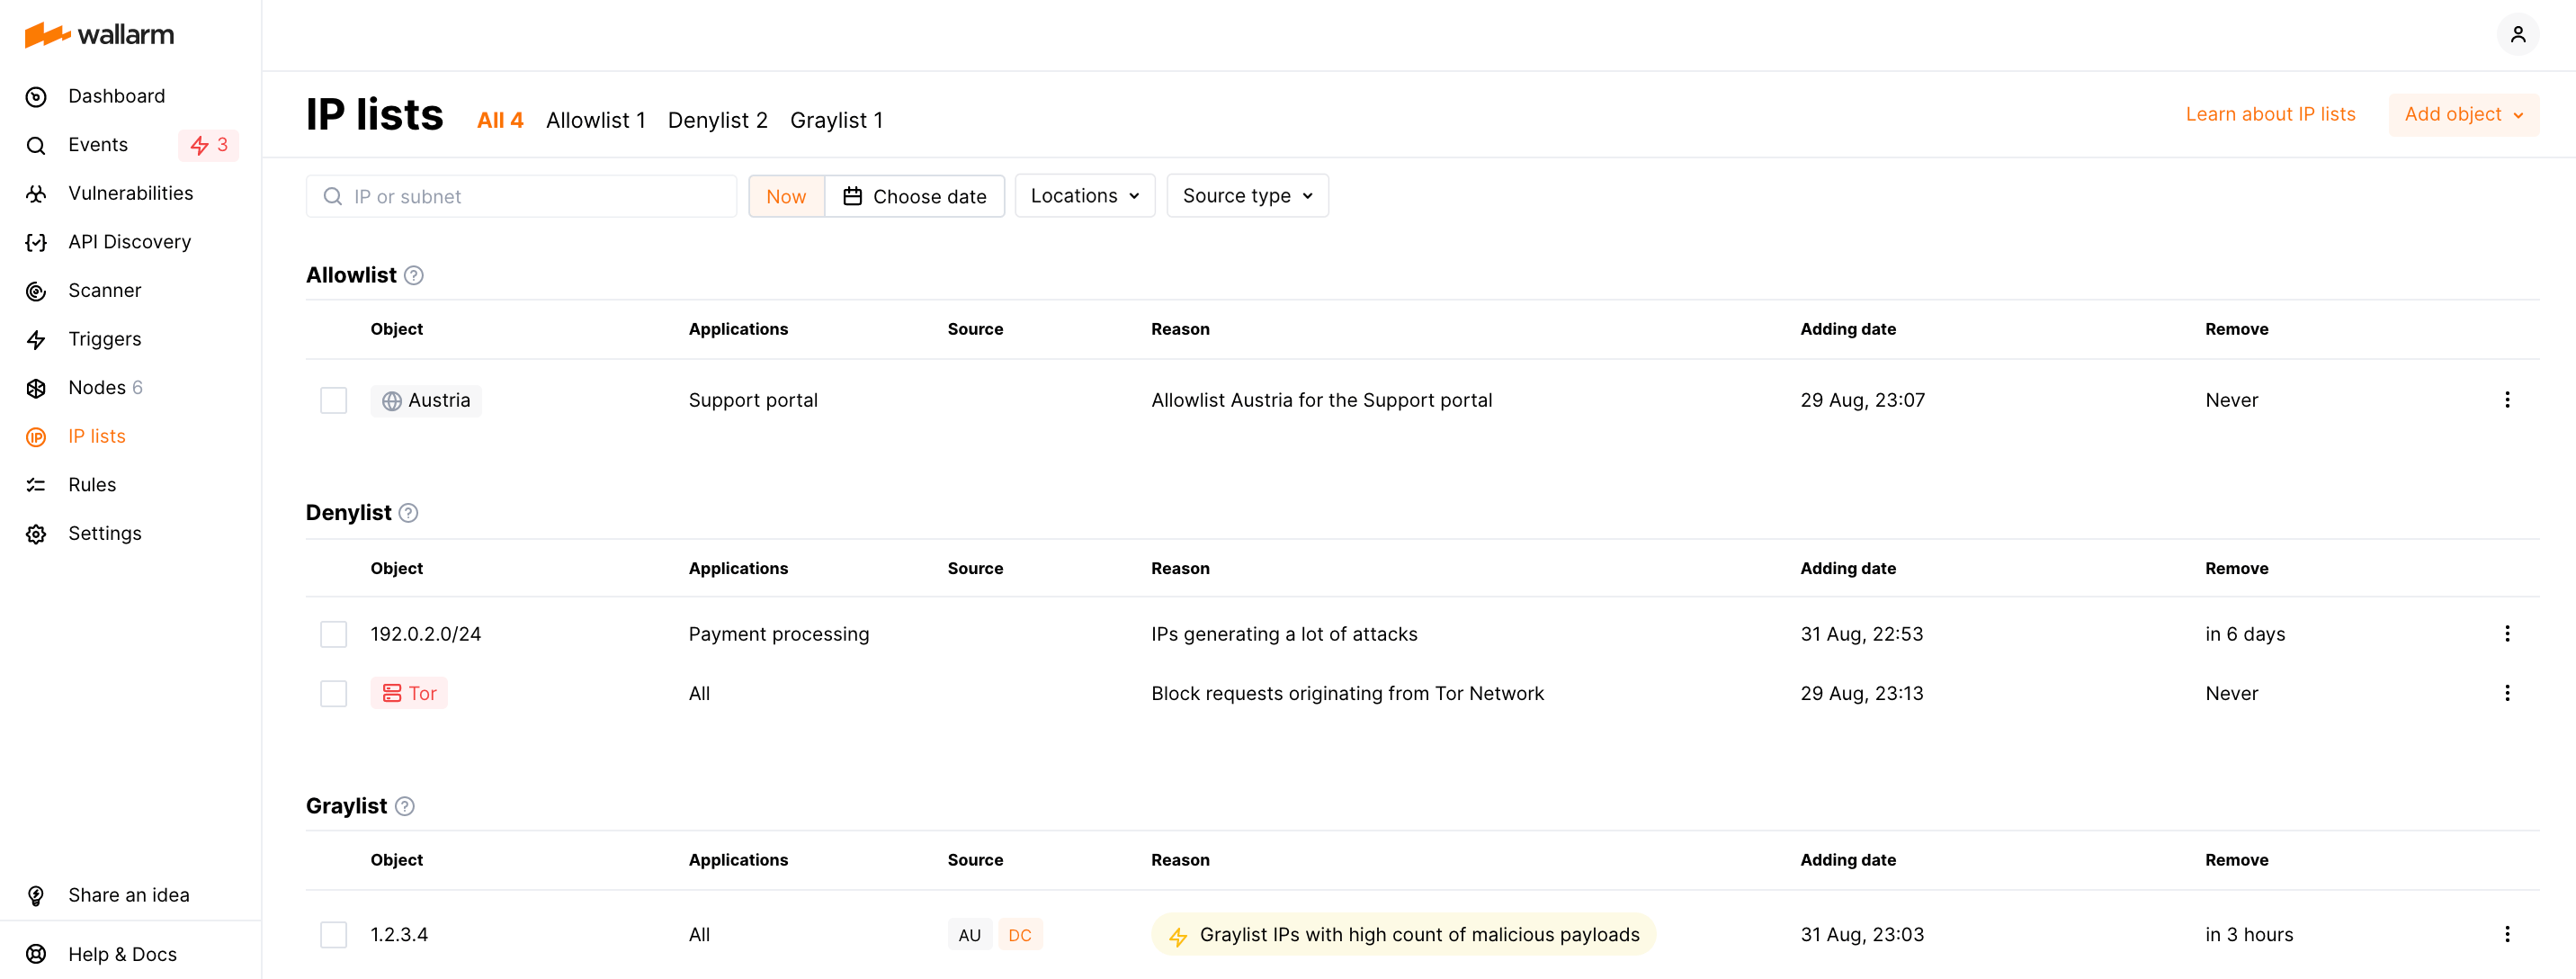 wallarm
Dashboard
Events 3
Vulnerabilities
API Discovery
Scanner
Triggers
Nodes 6
IP lists
Rules
Settings
Share an idea
Help & Docs
IP lists All 4 Allowlist 1 Denylist 2 Graylist 1 Learn about IP lists Add object
IP or subnet Now Choose date Locations Source type
Allowlist ?
Object Applications Source Reason Adding date Remove
Austria Support portal Allowlist Austria for the Support portal 29 Aug, 23:07 Never
Denylist ?
Object Applications Source Reason Adding date Remove
192.0.2.0/24 Payment processing IPs generating a lot of attacks 31 Aug, 22:53 in 6 days
Tor All Block requests originating from Tor Network 29 Aug, 23:13 Never
Graylist ?
Object Applications Source Reason Adding date Remove
1.2.3.4 All AU DC Graylist IPs with high count of malicious payloads 31 Aug, 23:03 in 3 hours